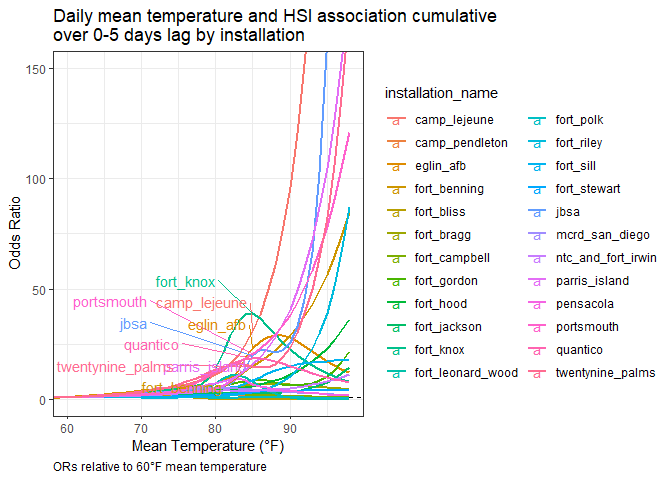 Daily mean temperature and HSI association cumulative
over 0-5 days lag by installation
150
100
50
0
Odds Ratio
fort_knox
portsmouth
camp_lejeune
jbsa
eglin_afb
quantico
twentynine_palms
parris_island
60
70
80
90
Mean Temperature (°F)
ORs relative to 60°F mean temperature
installation_name
a camp_lejeune
a camp_pendleton
a eglin_afb
a fort_benning
a fort_bliss
a fort_bragg
a fort_campbell
a fort_gordon
a fort_hood
a fort_jackson
a fort_knox
a fort_leonard_wood
a fort_polk
a fort_riley
a fort_sill
a fort_stewart
a jbsa
a mcrd_san_diego
a ntc_and_fort_irwin
a parris_island
a pensacola
a portsmouth
a quantico
a twentynine_palms